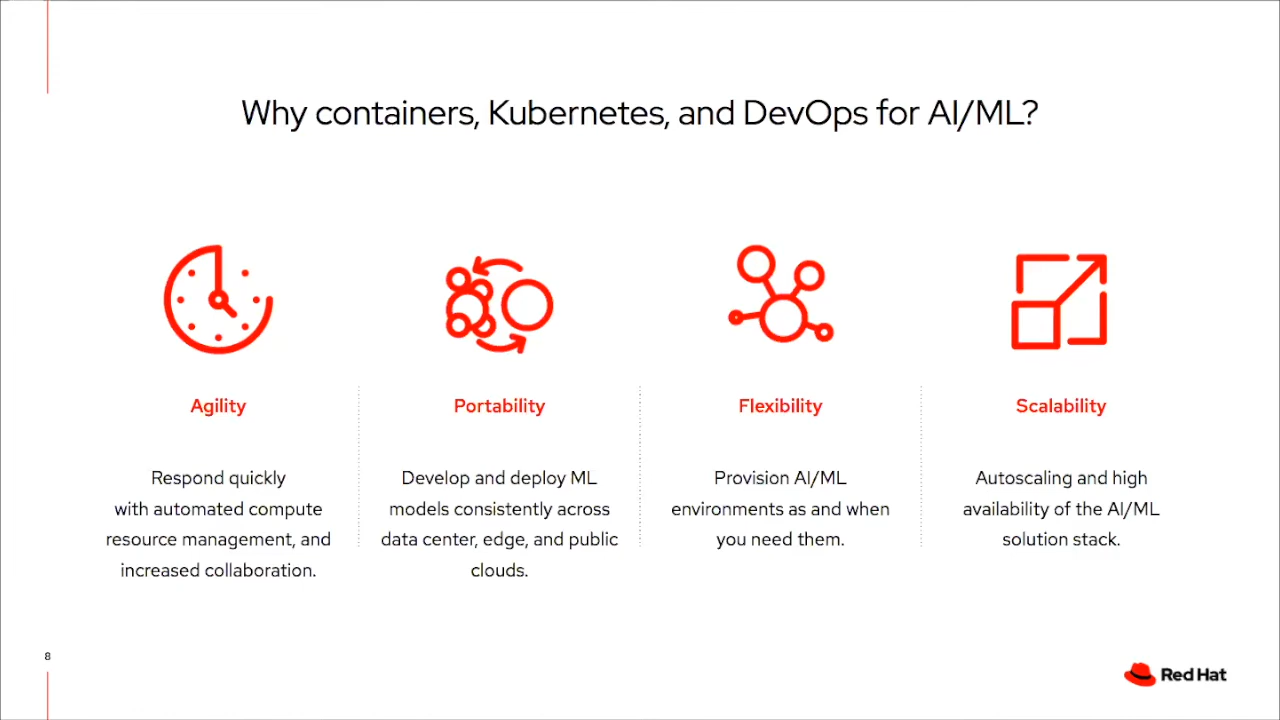 Why containers, Kubernetes, and DevOps for AI/ML?
Agility
Respond quickly
with automated compute
resource management, and
increased collaboration.
Portability
Develop and deploy ML
models consistently across
data center, edge, and public
clouds.
Flexibility
Provision AI/ML
environments as and when
you need them.
Scalability
Autoscaling and high
availability of the AI/ML
solution stack.
8
Red Hat